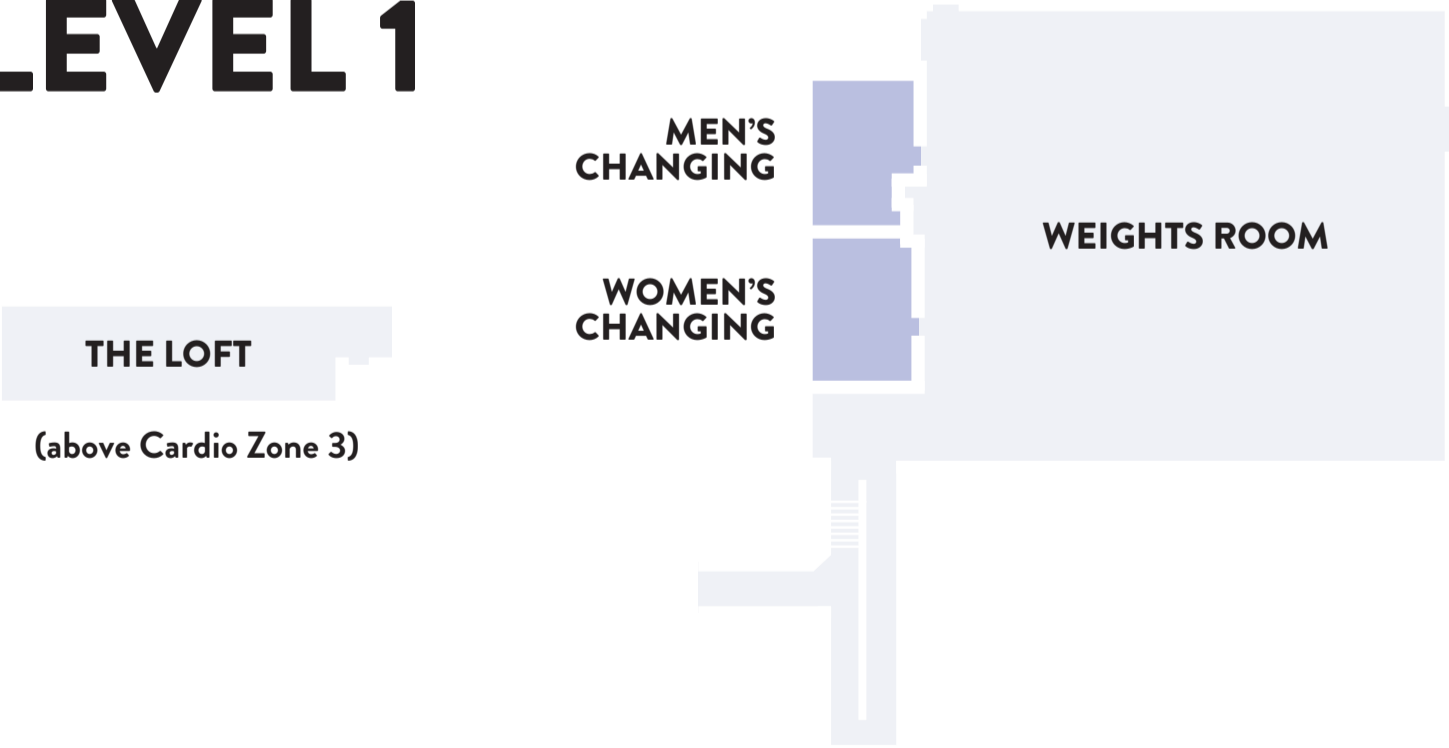 LEVEL 1
MEN’S
CHANGING
WEIGHTS ROOM
WOMEN’S
CHANGING
THE LOFT
(above Cardio Zone 3)